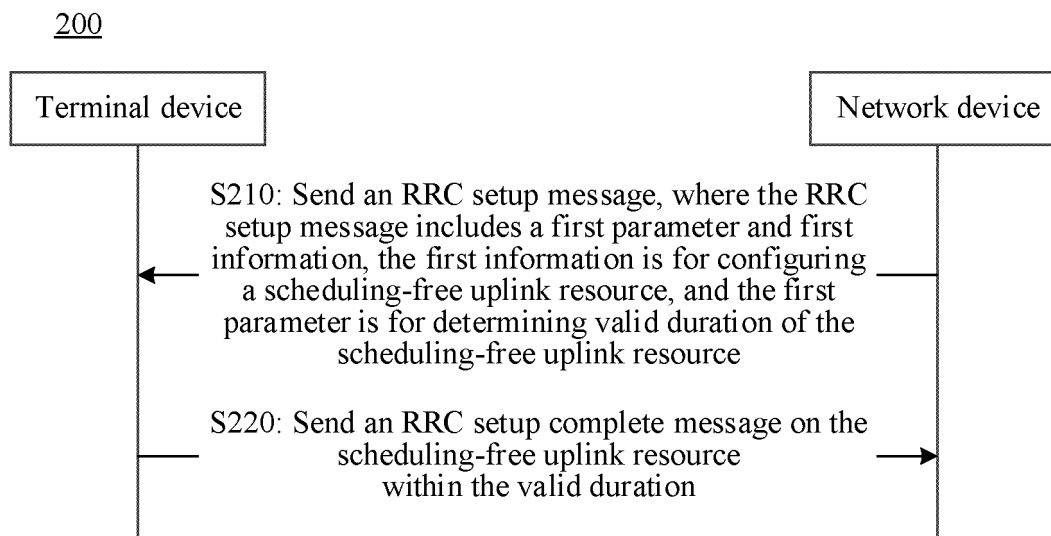 200
Terminal device
Network device
S210: Send an RRC setup message, where the RRC
setup message includes a first parameter and first
information, the first information is for configuring
a scheduling-free uplink resource, and the first
parameter is for determining valid duration of the
scheduling-free uplink resource
S220: Send an RRC setup complete message on the
scheduling-free uplink resource
within the valid duration